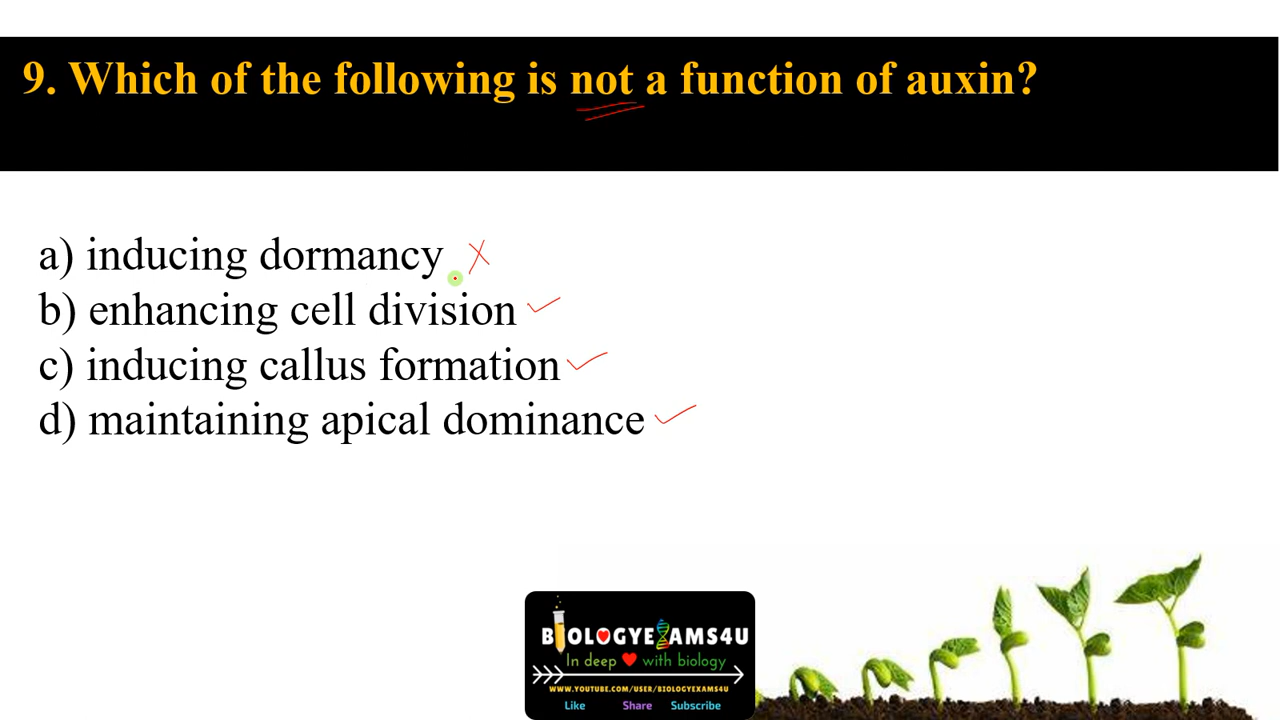 9. Which of the following is not a function of auxin?
a) inducing dormancy
b) enhancing cell division
c) inducing callus formation
d) maintaining apical dominance
BIOLOGYEXAMS4U
In deep with biology
WWW.YOUTUBE.COM/USER/BIOLOGYEXAMS4U
Like Share Subscribe